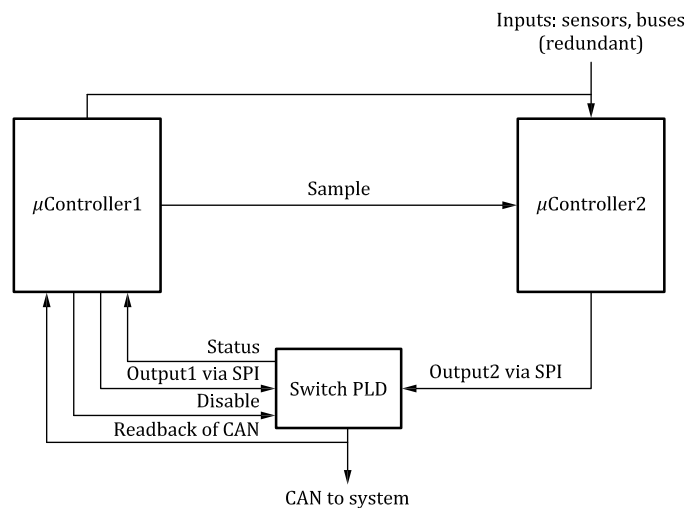 Inputs: sensors, buses
(redundant)
μController1
Sample
μController2
Status
Output1 via SPI
Disable
Readback of CAN
Switch PLD
Output2 via SPI
CAN to system